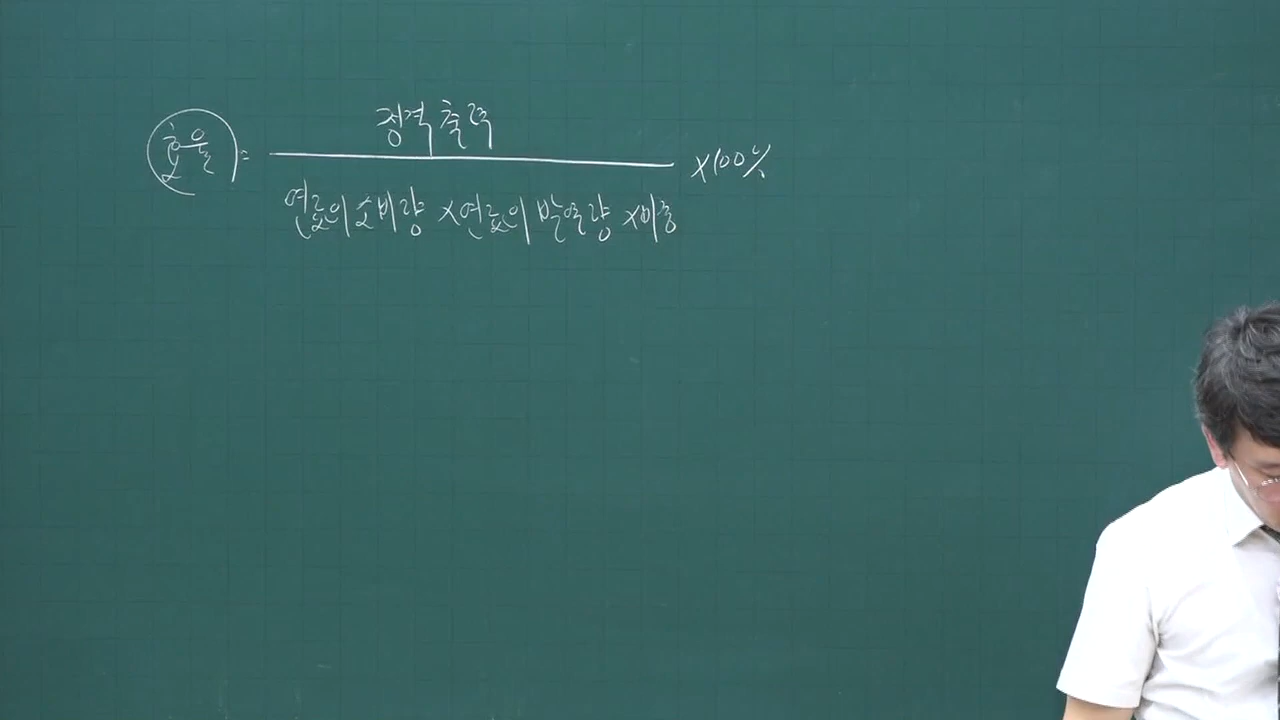 정격출력
효율 = ×100%
연료의 소비량 ×연료의 발열량 ×비중